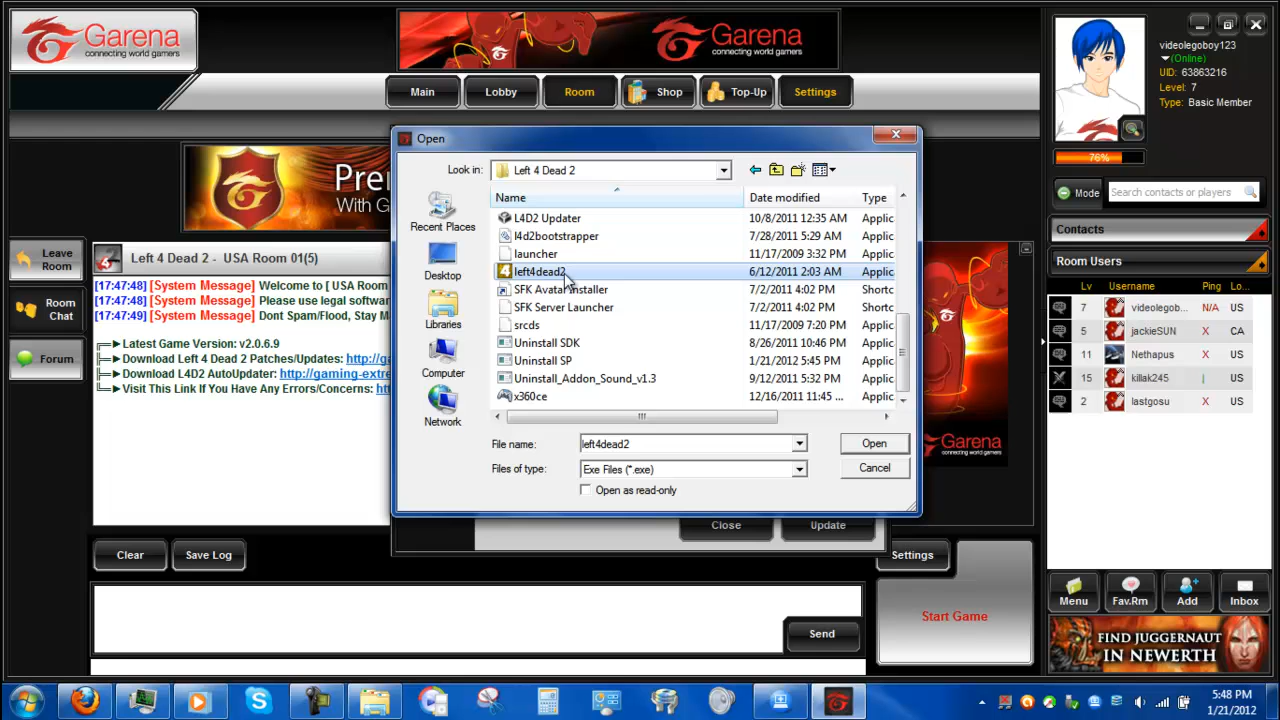 Garena
connecting world gamers
Garena
connecting world gamers
videolegoboy123
(Online)
UID: 63863216
Level: 7
Type: Basic Member
76%
Main
Lobby
Room
Shop
Top-Up
Settings
Mode
Search contacts or players
Contacts
Room Users
Lv Username Ping Lo...
7 videolegob... N/A US
5 jackieSUN X CA
11 Nethapus X US
15 killak245 US
2 lastgosu X US
Pre
With G
Leave Room
Room Chat
Forum
Left 4 Dead 2 - USA Room 01(5)
[17:47:48] [System Message] Welcome to [ USA Room
[17:47:48] [System Message] Please use legal softwar
[17:47:49] [System Message] Dont Spam/Flood, Stay M
Latest Game Version: v2.0.6.9
Download Left 4 Dead 2 Patches/Updates: http://g
Download L4D2 AutoUpdater: http://gaming-extre
Visit This Link If You Have Any Errors/Concerns: ht
Open
Look in: Left 4 Dead 2
Name Date modified Type
L4D2 Updater 10/8/2011 12:35 AM Applic
l4d2bootstrapper 7/28/2011 5:29 AM Applic
launcher 11/17/2009 3:32 PM Applic
left4dead2 6/12/2011 2:03 AM Applic
SFK Avatar Installer 7/2/2011 4:02 PM Shortc
SFK Server Launcher 7/2/2011 4:02 PM Shortc
srcds 11/17/2009 7:20 PM Applic
Uninstall SDK 8/26/2011 10:46 PM Applic
Uninstall SP 1/21/2012 5:45 PM Applic
Uninstall_Addon_Sound_v1.3 9/12/2011 5:32 PM Applic
x360ce 12/16/2011 11:45 ... Applic
Recent Places
Desktop
Libraries
Computer
Network
File name: left4dead2
Open
Files of type: Exe Files (*.exe)
Cancel
Open as read-only
Garena
connecting world gamers
Close
Update
Clear
Save Log
Settings
Send
Start Game
Menu
Fav.Rm
Add
Inbox
FIND JUGGERNAUT
IN NEWERTH
5:48 PM
1/21/2012